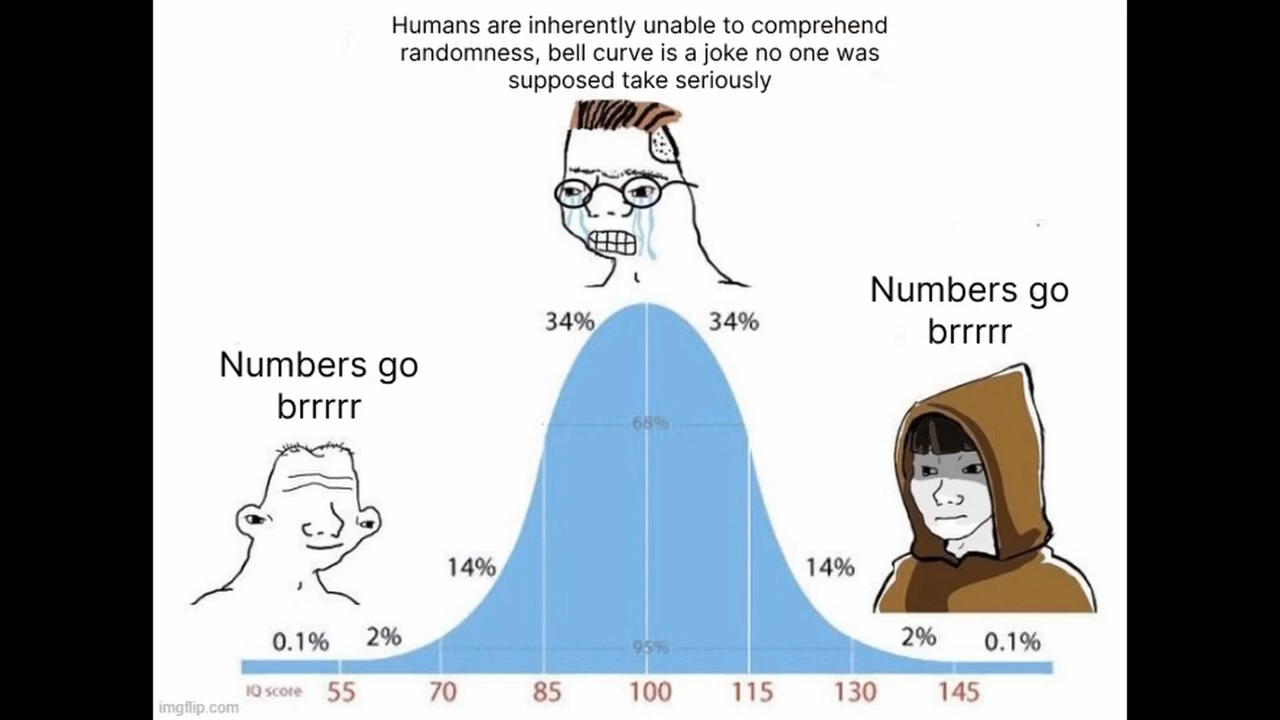 Humans are inherently unable to comprehend
randomness, bell curve is a joke no one was
supposed take seriously
Numbers go
brrrrr
34%
34%
Numbers go
brrrrr
68%
14%
14%
0.1%
2%
95%
2%
0.1%
IQ score
55
70
85
100
115
130
145
imgflip.com